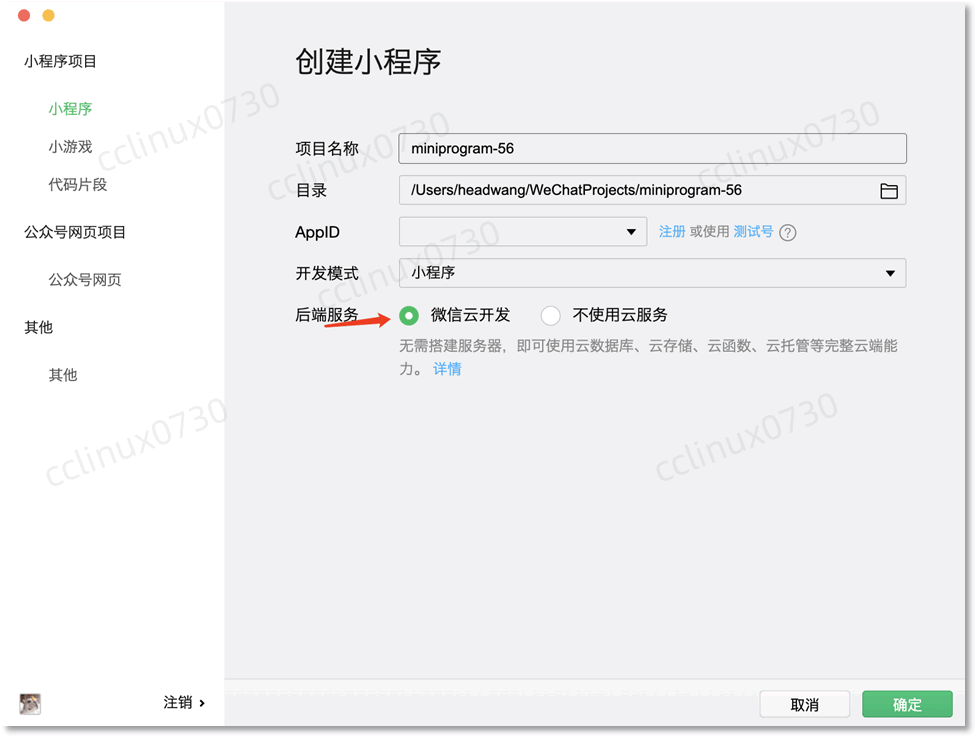 小程序项目
小程序
小游戏
代码片段
公众号网页项目
公众号网页
其他
其他
注销
创建小程序
项目名称 miniprogram-56
目录 /Users/headwang/WeChatProjects/miniprogram-56
AppID 注册 或使用 测试号 ?
开发模式 小程序
后端服务 微信云开发 不使用云服务
无需搭建服务器，即可使用云数据库、云存储、云函数、云托管等完整云端能
力。 详情
取消 确定
cclinux0730
cclinux0730
cclinux0730
cclinux0730
cclinux0730
cclinux0730